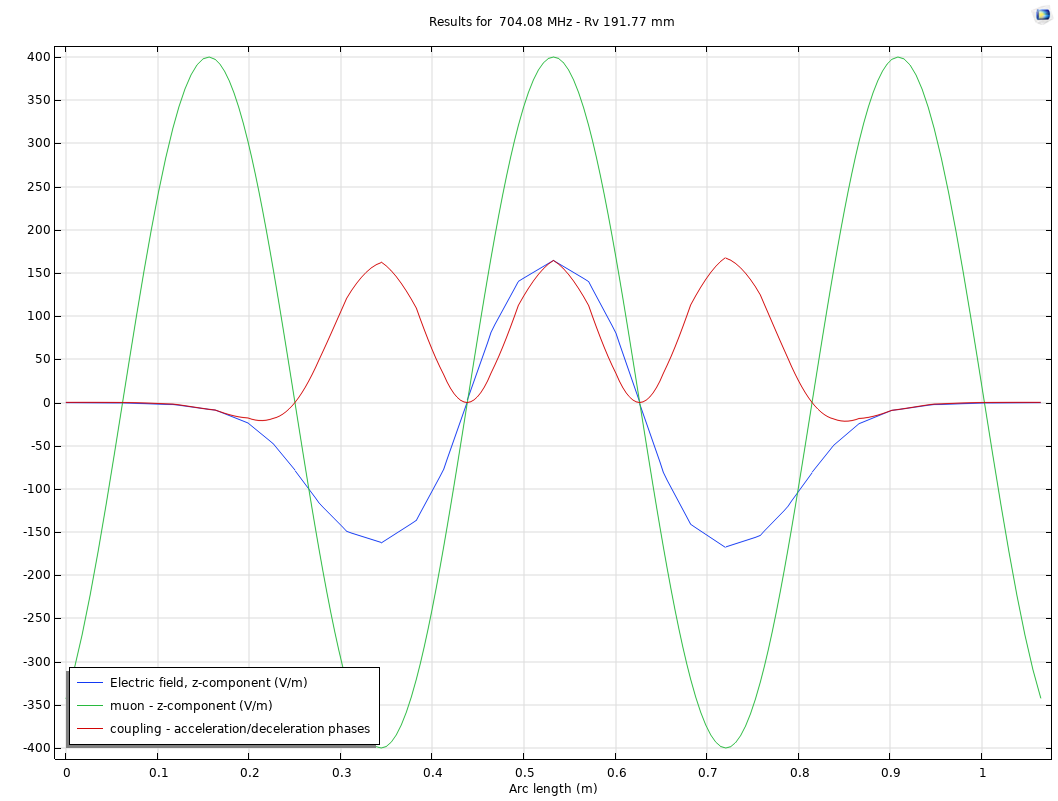 Results for  704.08 MHz - Rv 191.77 mm
400
350
300
250
200
150
100
50
0
-50
-100
-150
-200
-250
-300
-350
-400
Electric field, z-component (V/m)
muon - z-component (V/m)
coupling - acceleration/deceleration phases
0 0.1 0.2 0.3 0.4 0.5 0.6 0.7 0.8 0.9 1
Arc length (m)